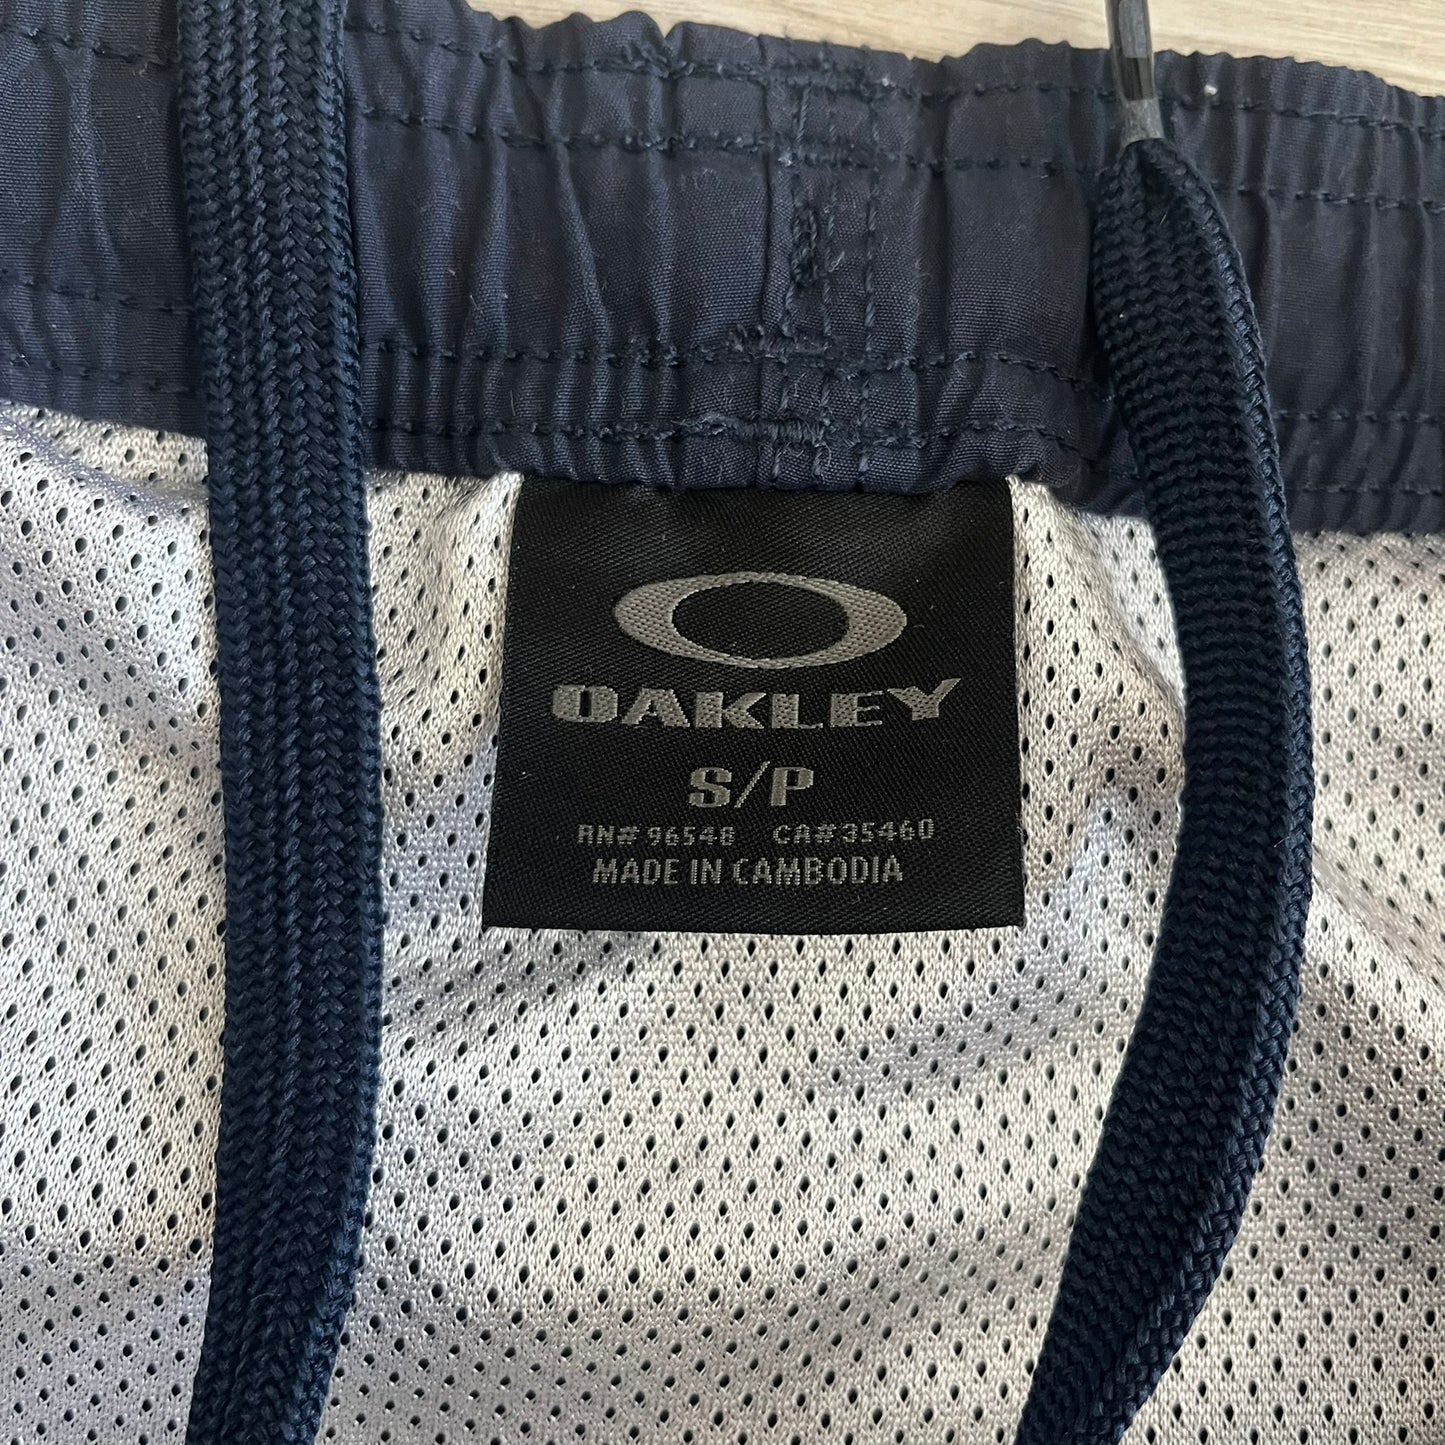 OAKLEY
S/P
RN# 96548 CA# 35460
MADE IN CAMBODIA